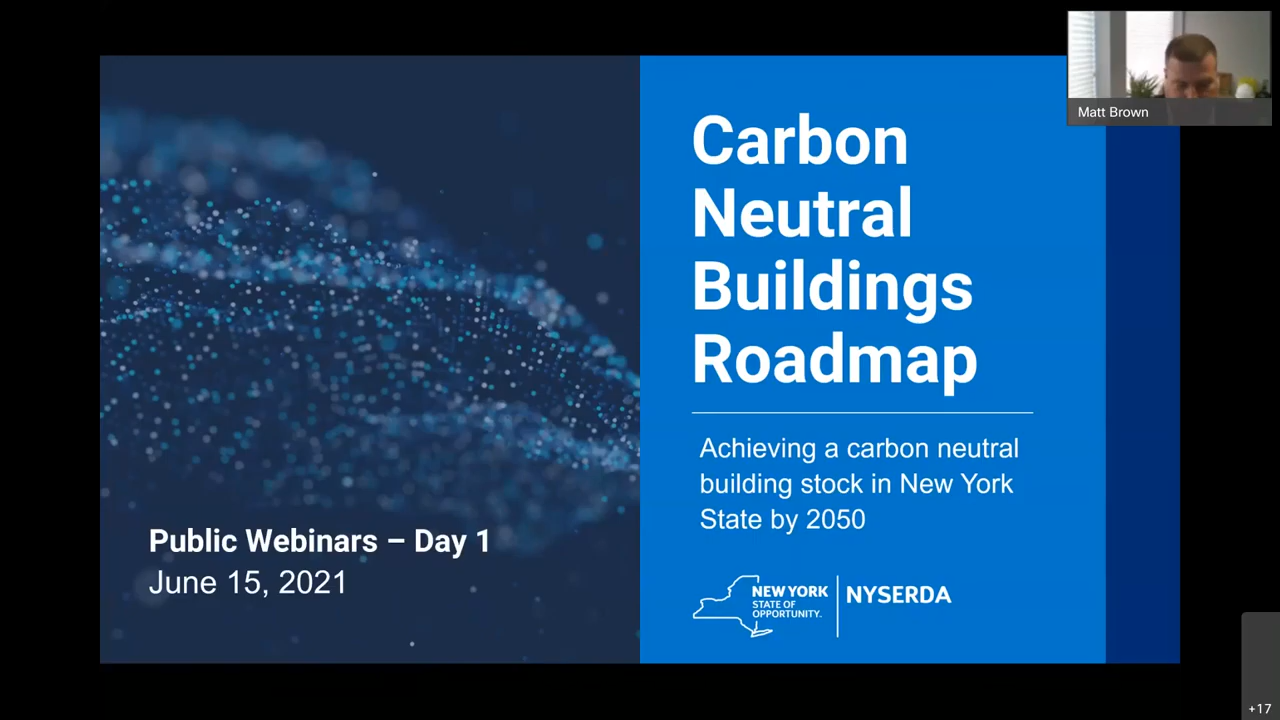 Matt Brown
Carbon
Neutral
Buildings
Roadmap
Achieving a carbon neutral
building stock in New York
State by 2050
Public Webinars – Day 1
June 15, 2021
NEW YORK
STATE OF
OPPORTUNITY.
NYSERDA
+17